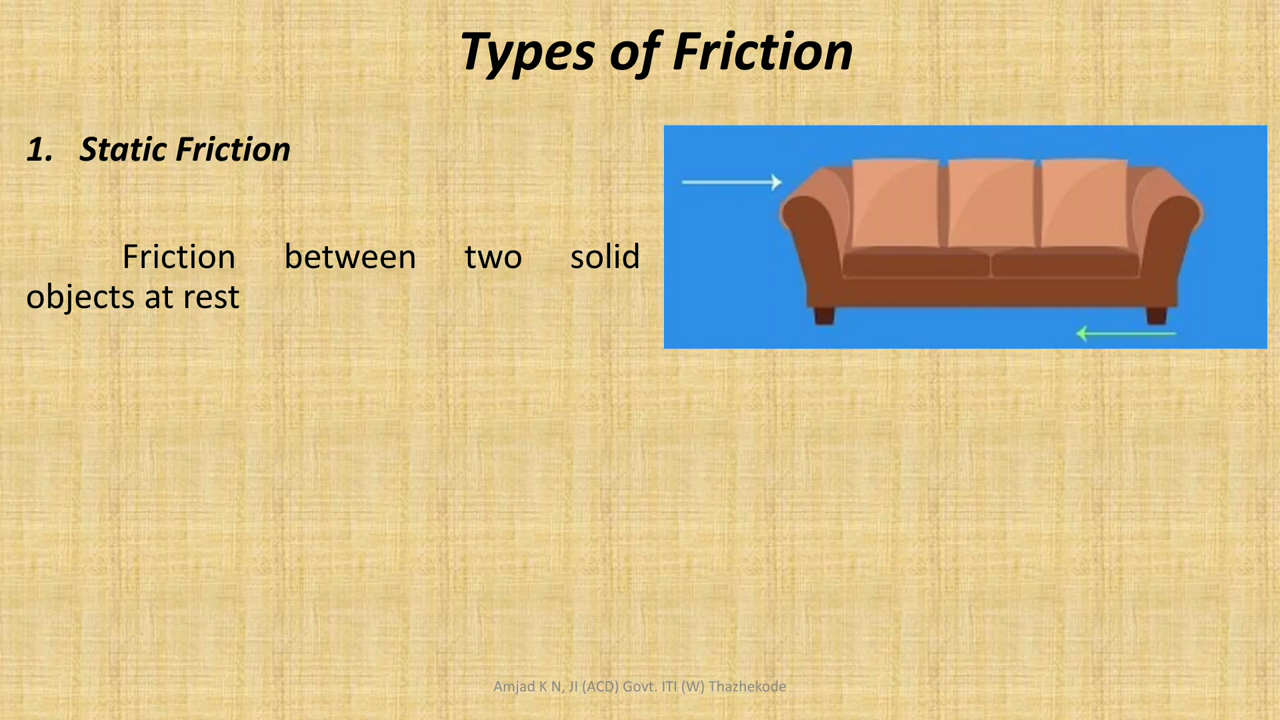 Types of Friction
1. Static Friction
Friction between two solid
objects at rest
Amjad K N, JI (ACD) Govt. ITI (W) Thazhekode